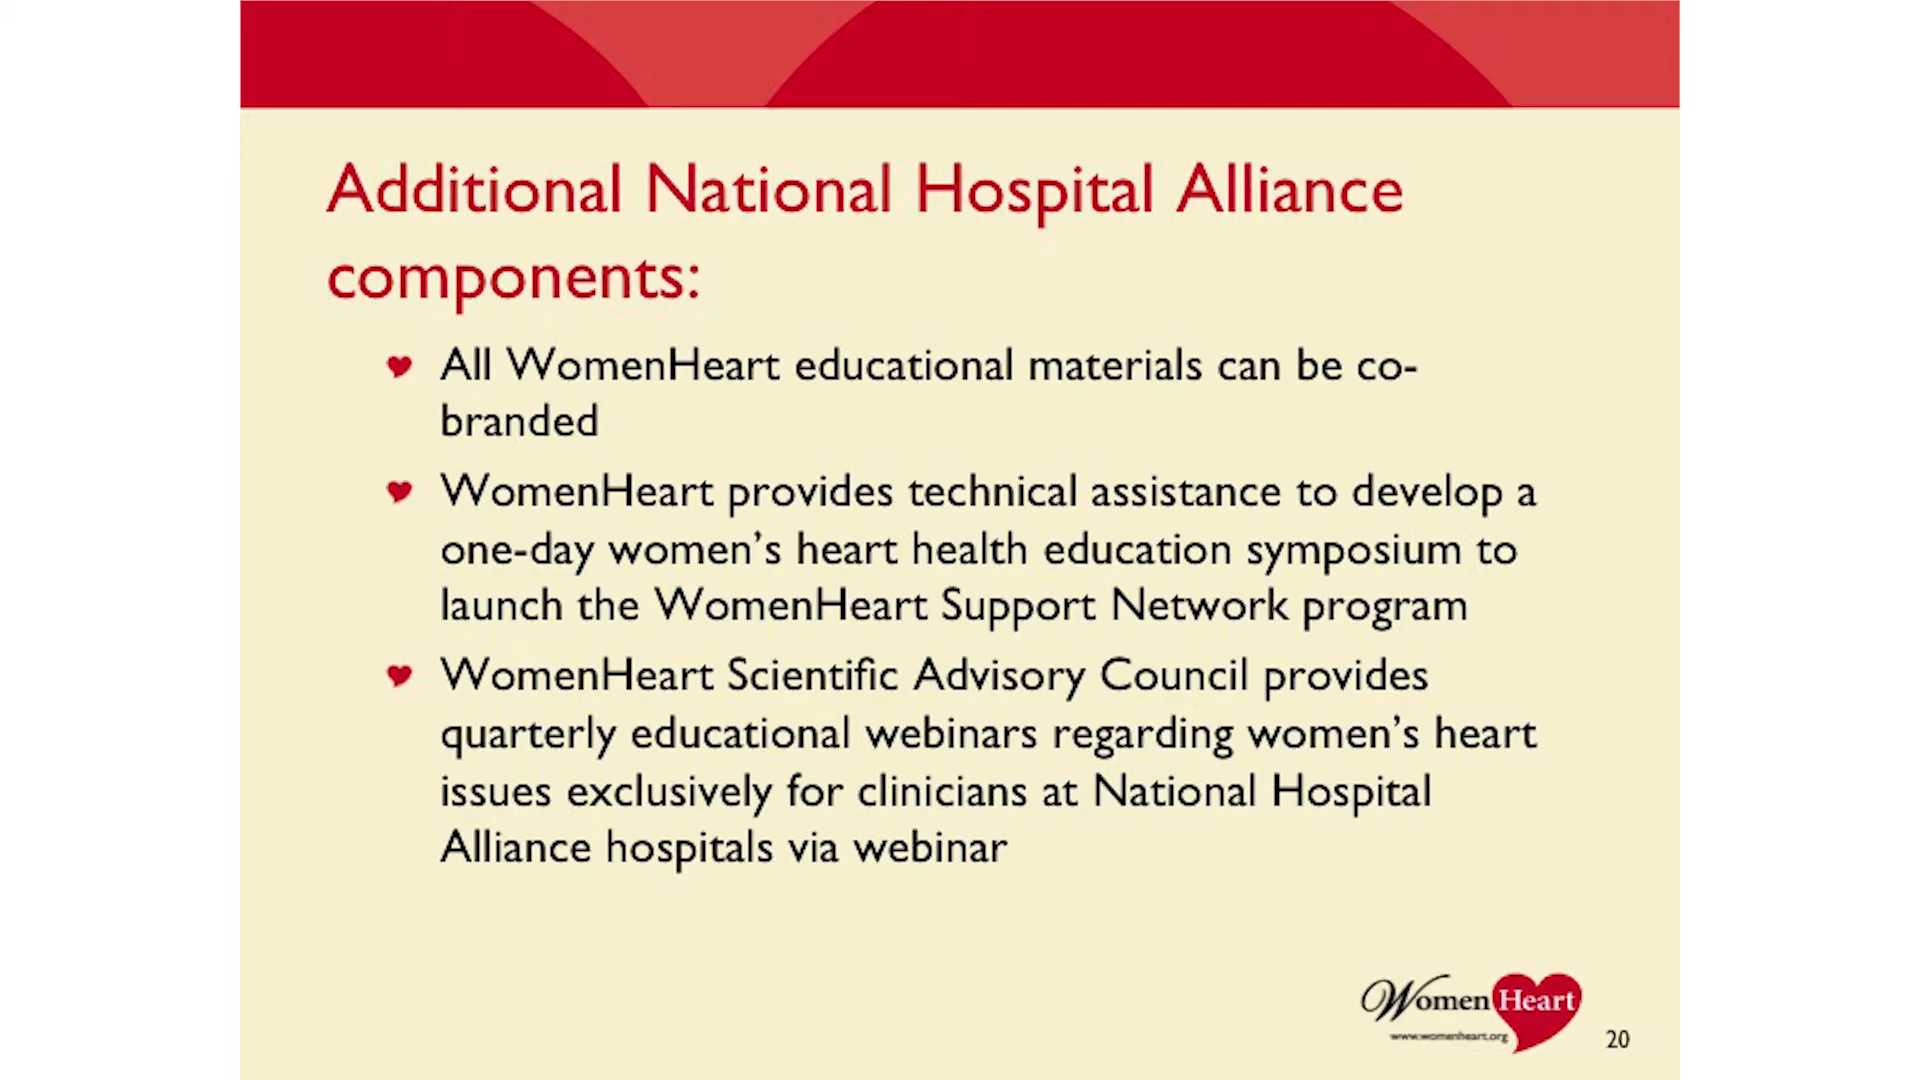 Additional National Hospital Alliance
components:
All WomenHeart educational materials can be co-
branded
WomenHeart provides technical assistance to develop a
one-day women's heart health education symposium to
launch the WomenHeart Support Network program
WomenHeart Scientific Advisory Council provides
quarterly educational webinars regarding women's heart
issues exclusively for clinicians at National Hospital
Alliance hospitals via webinar
Women Heart
www.womenheart.org
20